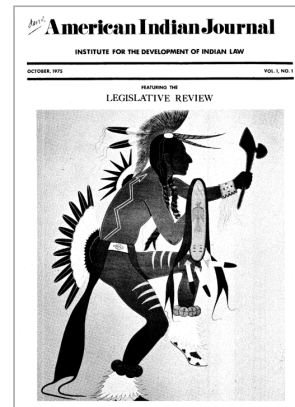 American Indian Journal
INSTITUTE FOR THE DEVELOPMENT OF INDIAN LAW
OCTOBER, 1975 VOL. 1, NO. 1
FEATURING THE
LEGISLATIVE REVIEW